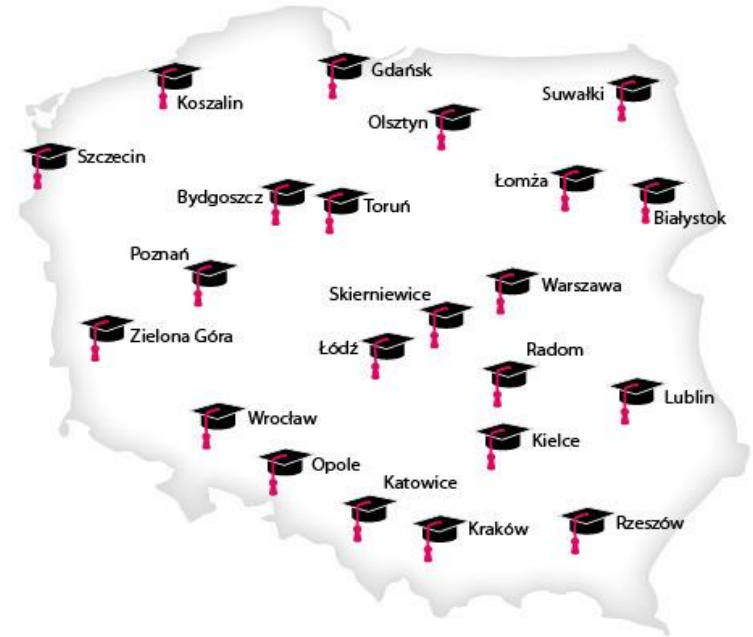 Gdańsk
Koszalin
Suwałki
Olsztyn
Szczecin
Łomża
Bydgoszcz
Toruń
Białystok
Poznań
Warszawa
Skierniewice
Zielona Góra
Łódź
Radom
Lublin
Wrocław
Kielce
Opole
Katowice
Kraków
Rzeszów